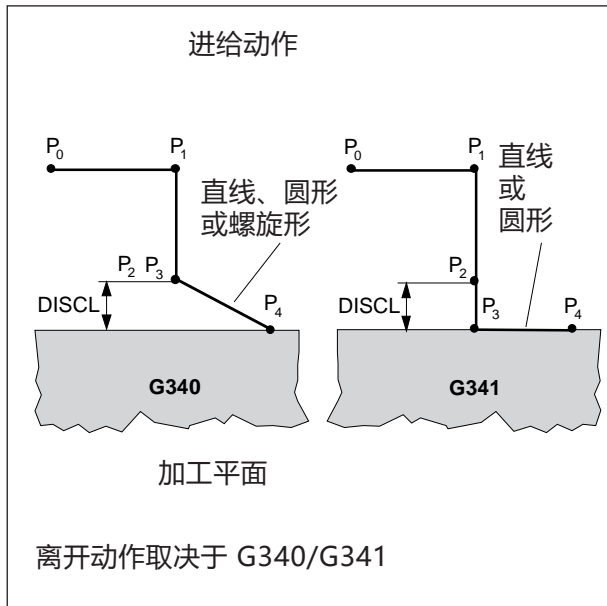 进给动作
P0 P1
直线、圆形
或螺旋形
P2 P3
DISCL
P4
G340
P0 P1
直线
或
圆形
P2
DISCL
P3 P4
G341
加工平面
离开动作取决于 G340/G341